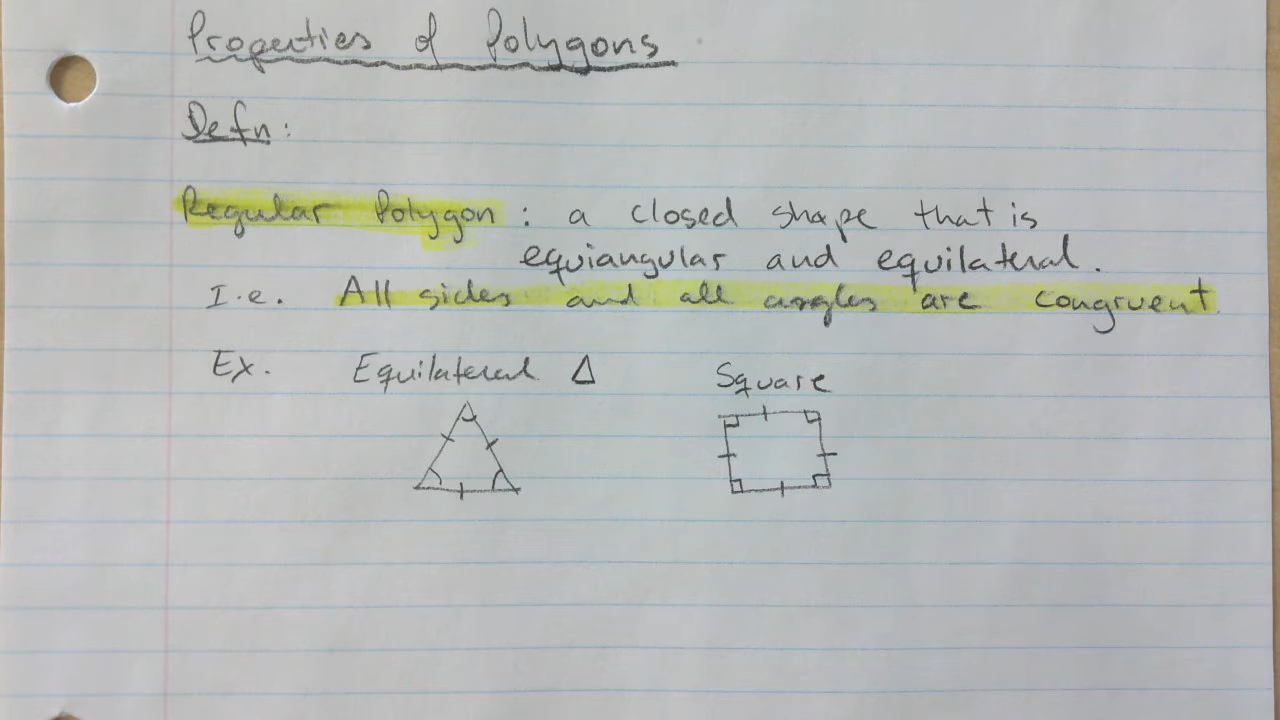 Properties of Polygons
Defn:
Regular Polygon: a closed shape that is
equiangular and equilateral.
I.e. All sides and all angles are congruent
Ex. Equilateral Δ Square